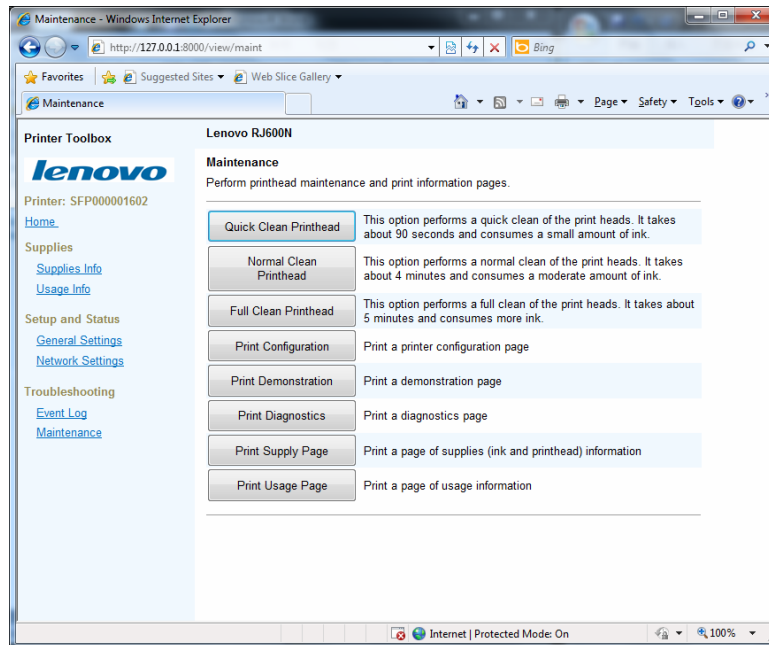 Maintenance - Windows Internet Explorer
http://127.0.0.1:8000/view/maint
Bing
Favorites
Suggested Sites
Web Slice Gallery
Maintenance
Page
Safety
Tools
Printer Toolbox
lenovo
Printer: SFP000001602
Home
Supplies
Supplies Info
Usage Info
Setup and Status
General Settings
Network Settings
Troubleshooting
Event Log
Maintenance
Lenovo RJ600N
Maintenance
Perform printhead maintenance and print information pages.
Quick Clean Printhead
This option performs a quick clean of the print heads. It takes
about 90 seconds and consumes a small amount of ink.
Normal Clean
Printhead
This option performs a normal clean of the print heads. It takes
about 4 minutes and consumes a moderate amount of ink.
Full Clean Printhead
This option performs a full clean of the print heads. It takes about
5 minutes and consumes more ink.
Print Configuration
Print a printer configuration page
Print Demonstration
Print a demonstration page
Print Diagnostics
Print a diagnostics page
Print Supply Page
Print a page of supplies (ink and printhead) information
Print Usage Page
Print a page of usage information
Internet | Protected Mode: On
100%